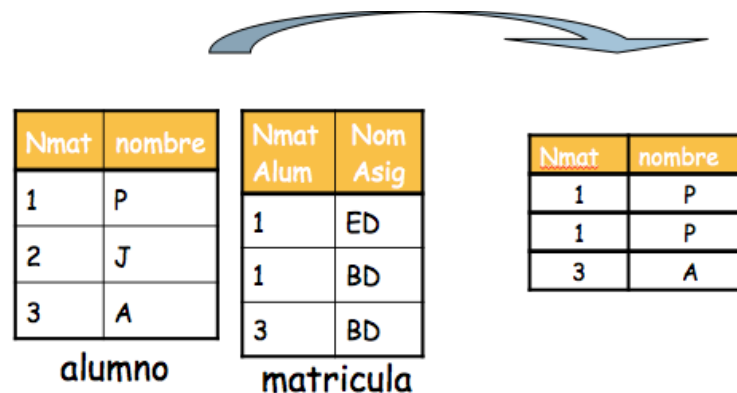 Nmat nombre
1 P
2 J
3 A
alumno
Nmat Nom
Alum Asig
1 ED
1 BD
3 BD
matricula
Nmat nombre
1 P
1 P
3 A